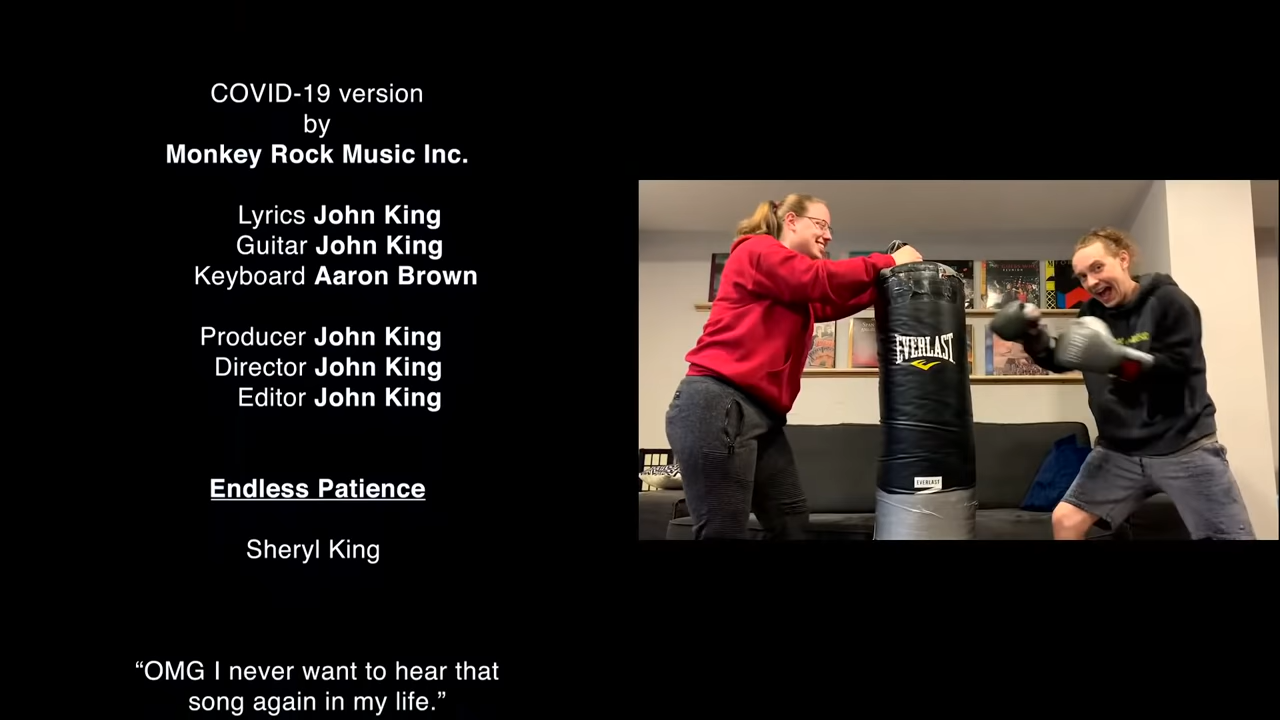 COVID-19 version
by
Monkey Rock Music Inc.
Lyrics John King
Guitar John King
Keyboard Aaron Brown
Producer John King
Director John King
Editor John King
Endless Patience
Sheryl King
“OMG I never want to hear that
song again in my life.”
EVERLAST
EVERLAST